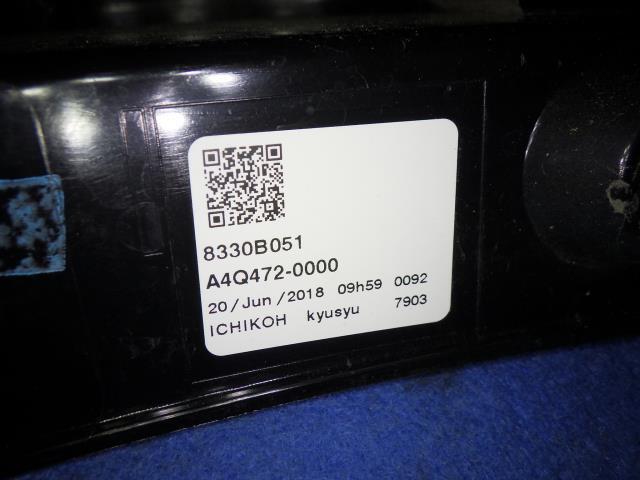 8330B051
A4Q472-0000
20/Jun/2018 09h59 0092
ICHIKOH kyusyu 7903